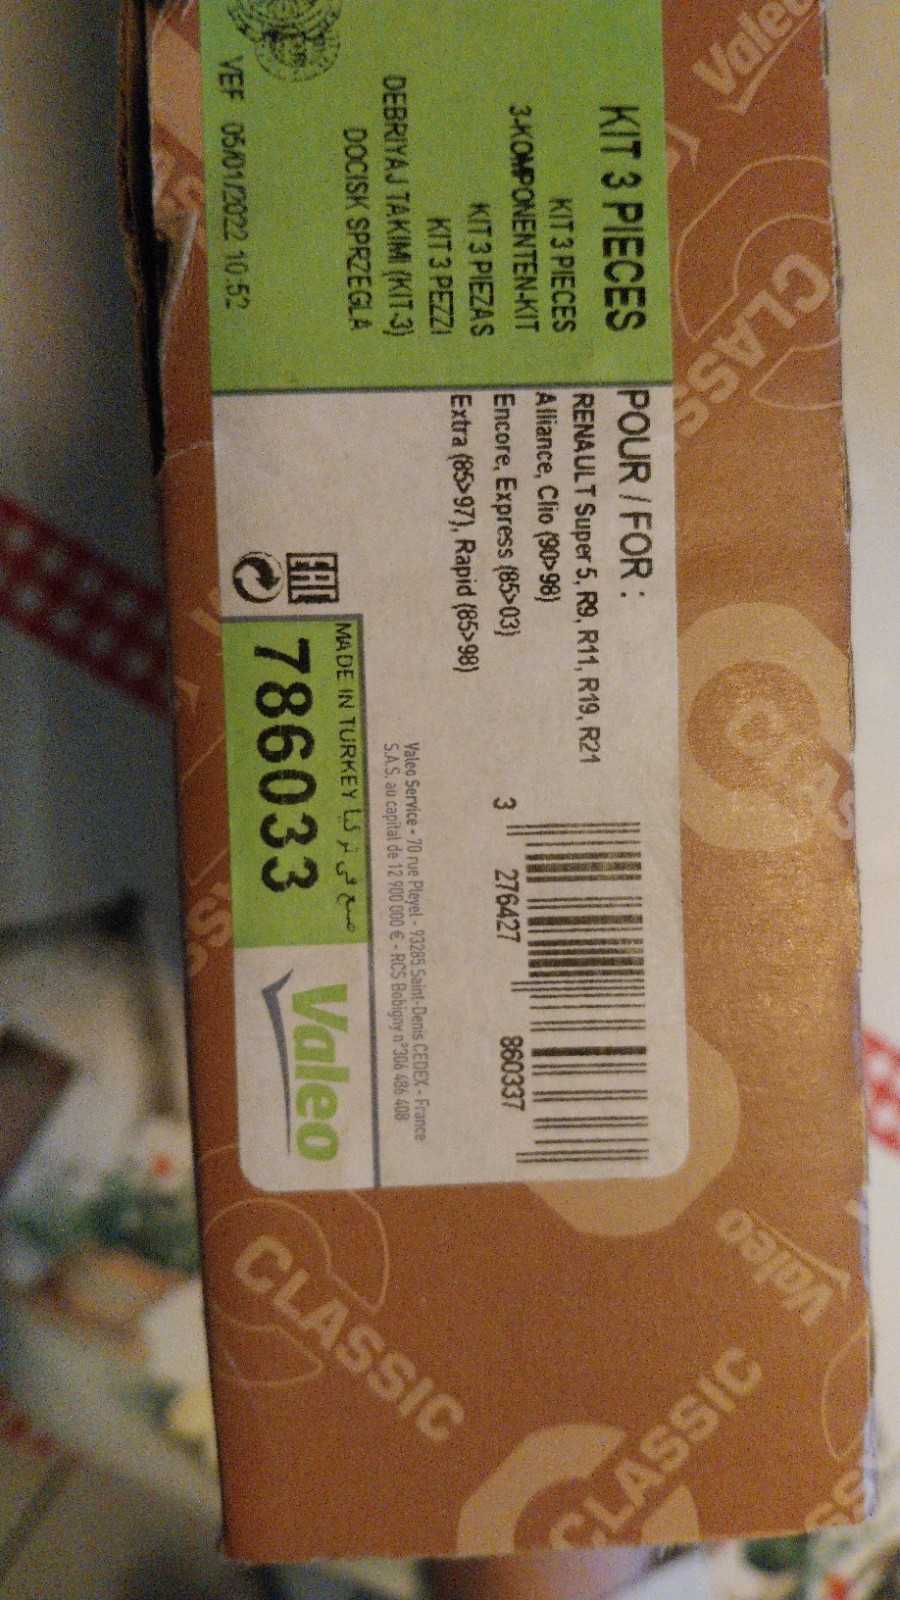 KIT 3 PIECES
KIT 3 PIECES
3-KOMPONENTEN-KIT
KIT 3 PIEZAS
KIT 3 PEZZI
DEBRIYAJ TAKIMI (KIT-3)
DOCISK SPRZEGLA
VEF 05/01/2022 10:52
POUR / FOR :
RENAULT Super 5, R9, R11, R19, R21
Alliance, Clio (90>98)
Encore, Express (85>03)
Extra (85>97), Rapid (85>98)
3 276427 860337
Valeo Service - 70 rue Pleyel - 93285 Saint-Denis CEDEX - France
S.A.S. au capital de 12 900 000 € - RCS Bobigny n°306 486 408
EAC
MADE IN TURKEY صنع في تركيا
786033
Valeo
Valeo
CLASSIC
CLASSIC
Valeo
CLASSIC